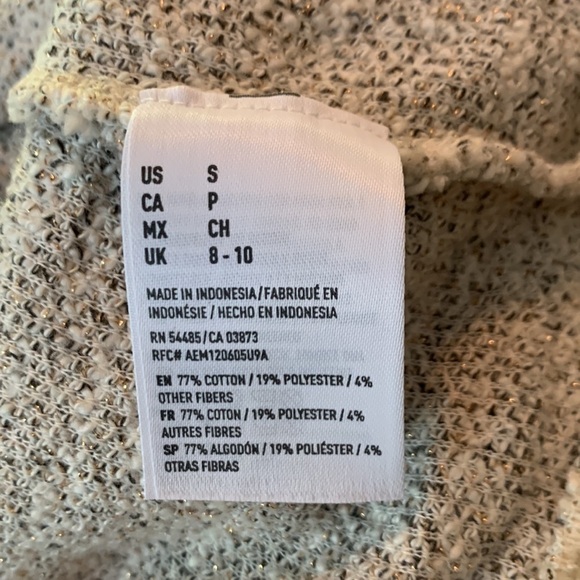 US S
CA P
MX CH
UK 8 - 10
MADE IN INDONESIA / FABRIQUÉ EN
INDONÉSIE / HECHO EN INDONESIA
RN 54485 / CA 03873
RFC# AEM120605U9A
EN 77% COTTON / 19% POLYESTER / 4%
OTHER FIBERS
FR 77% COTON / 19% POLYESTER / 4%
AUTRES FIBRES
SP 77% ALGODÓN / 19% POLIÉSTER / 4%
OTRAS FIBRAS